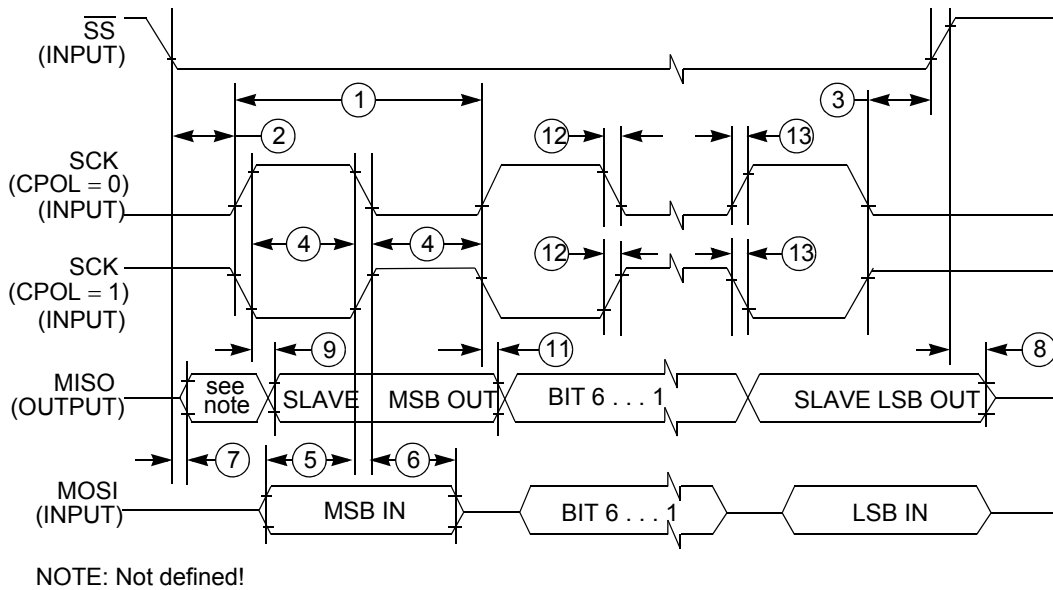 SS
(INPUT)
1
3
2
12
13
SCK
(CPOL = 0)
(INPUT)
4
4
SCK
(CPOL = 1)
(INPUT)
12
13
9
11
8
MISO
(OUTPUT)
see
note
SLAVE MSB OUT
BIT 6 . . . 1
SLAVE LSB OUT
7
5
6
MOSI
(INPUT)
MSB IN
BIT 6 . . . 1
LSB IN
NOTE: Not defined!